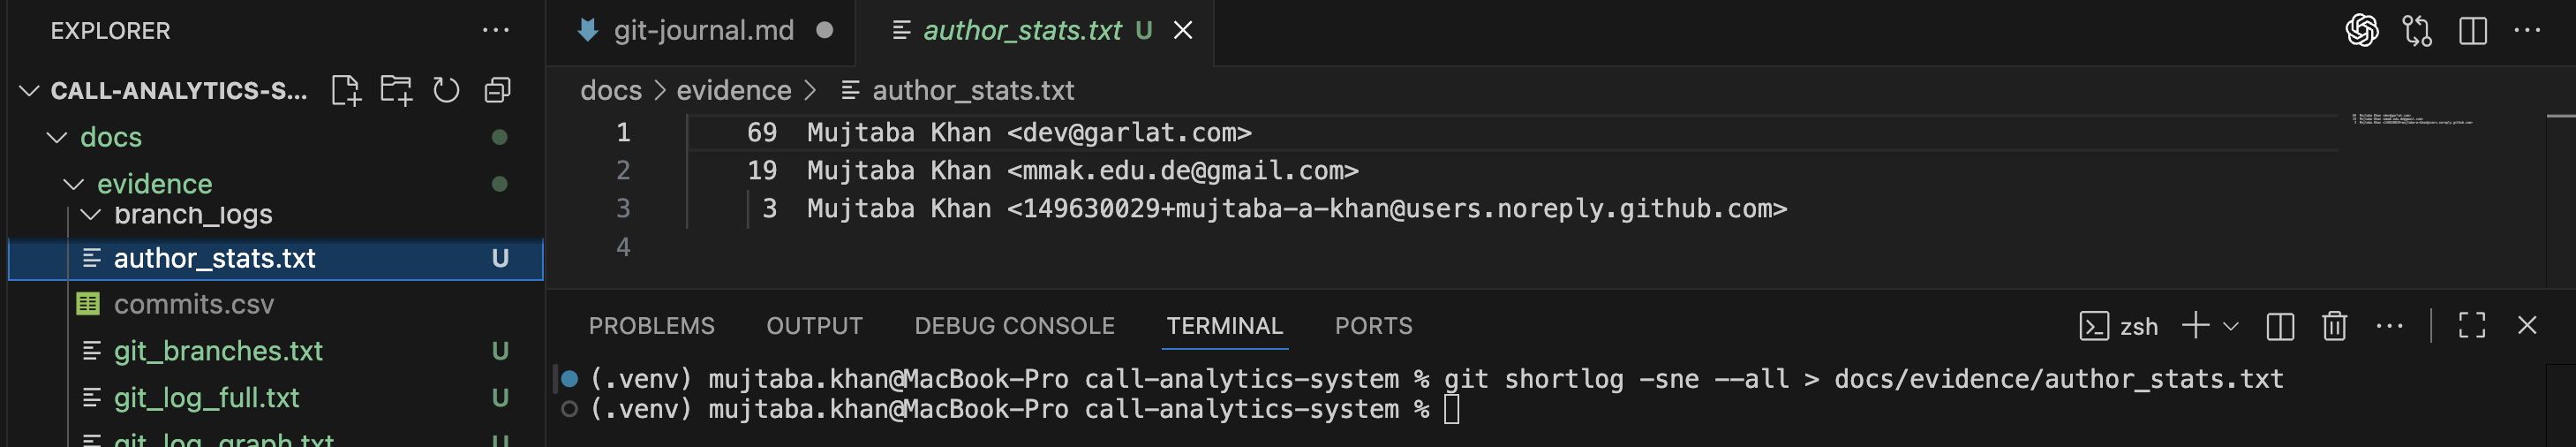 EXPLORER
CALL-ANALYTICS-S...
docs
evidence
branch_logs
author_stats.txt U
commits.csv
git_branches.txt U
git_log_full.txt U
git_log_graph.txt U
git-journal.md
author_stats.txt U
docs > evidence > author_stats.txt
1 69 Mujtaba Khan <dev@garlat.com>
2 19 Mujtaba Khan <mmak.edu.de@gmail.com>
3 3 Mujtaba Khan <149630029+mujtaba-a-khan@users.noreply.github.com>
4
PROBLEMS OUTPUT DEBUG CONSOLE TERMINAL PORTS
zsh
(.venv) mujtaba.khan@MacBook-Pro call-analytics-system % git shortlog -sne --all > docs/evidence/author_stats.txt
(.venv) mujtaba.khan@MacBook-Pro call-analytics-system %